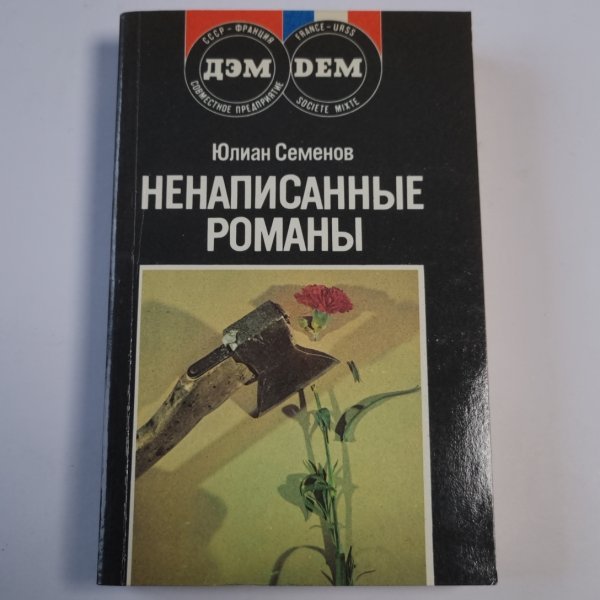 СССР - ФРАНЦИЯ
ДЭМ
СОВМЕСТНОЕ ПРЕДПРИЯТИЕ
FRANCE - URSS
DEM
SOCIETE MIXTE
Юлиан Семенов
НЕНАПИСАННЫЕ
РОМАНЫ